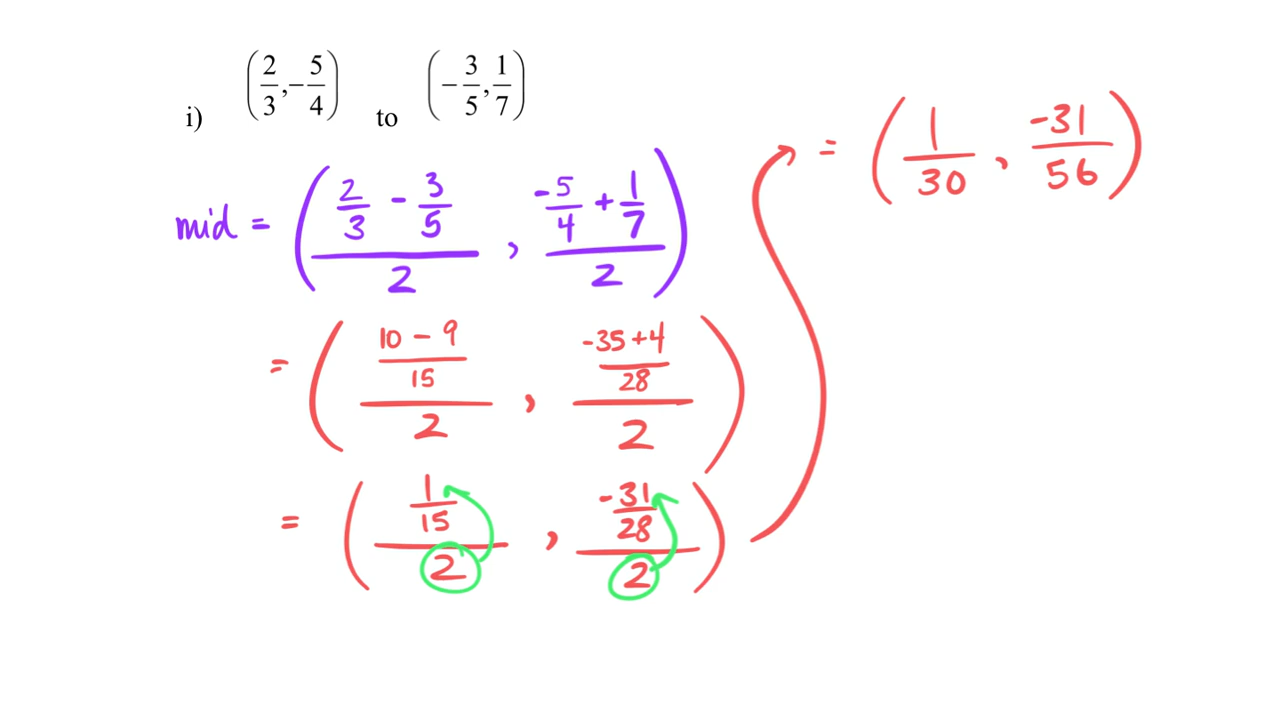 i) (2/3, -5/4) to (-3/5, 1/7)
mid = ((2/3 - 3/5)/2, (-5/4 + 1/7)/2)
= (((10 - 9)/15)/2, ((-35+4)/28)/2)
= ((1/15)/2, (-31/28)/2)
= (1/30, -31/56)